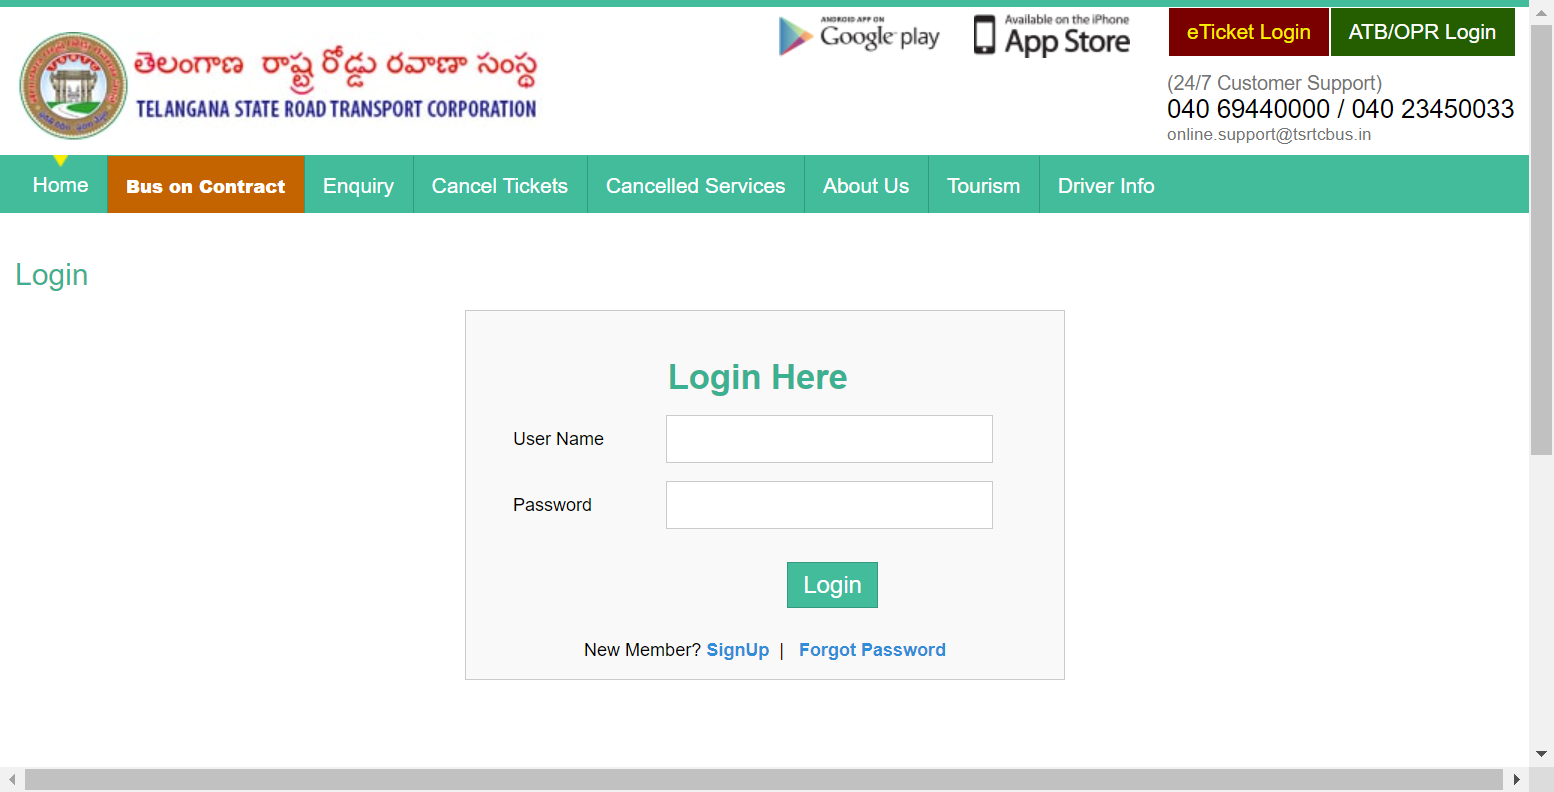 ANDROID APP ON
Google play
Available on the iPhone
App Store
eTicket Login
ATB/OPR Login
తెలంగాణ రాష్ట్ర రోడ్డు రవాణా సంస్థ
TELANGANA STATE ROAD TRANSPORT CORPORATION
(24/7 Customer Support)
040 69440000 / 040 23450033
online.support@tsrtcbus.in
Home
Bus on Contract
Enquiry
Cancel Tickets
Cancelled Services
About Us
Tourism
Driver Info
Login
Login Here
User Name
Password
Login
New Member? SignUp | Forgot Password